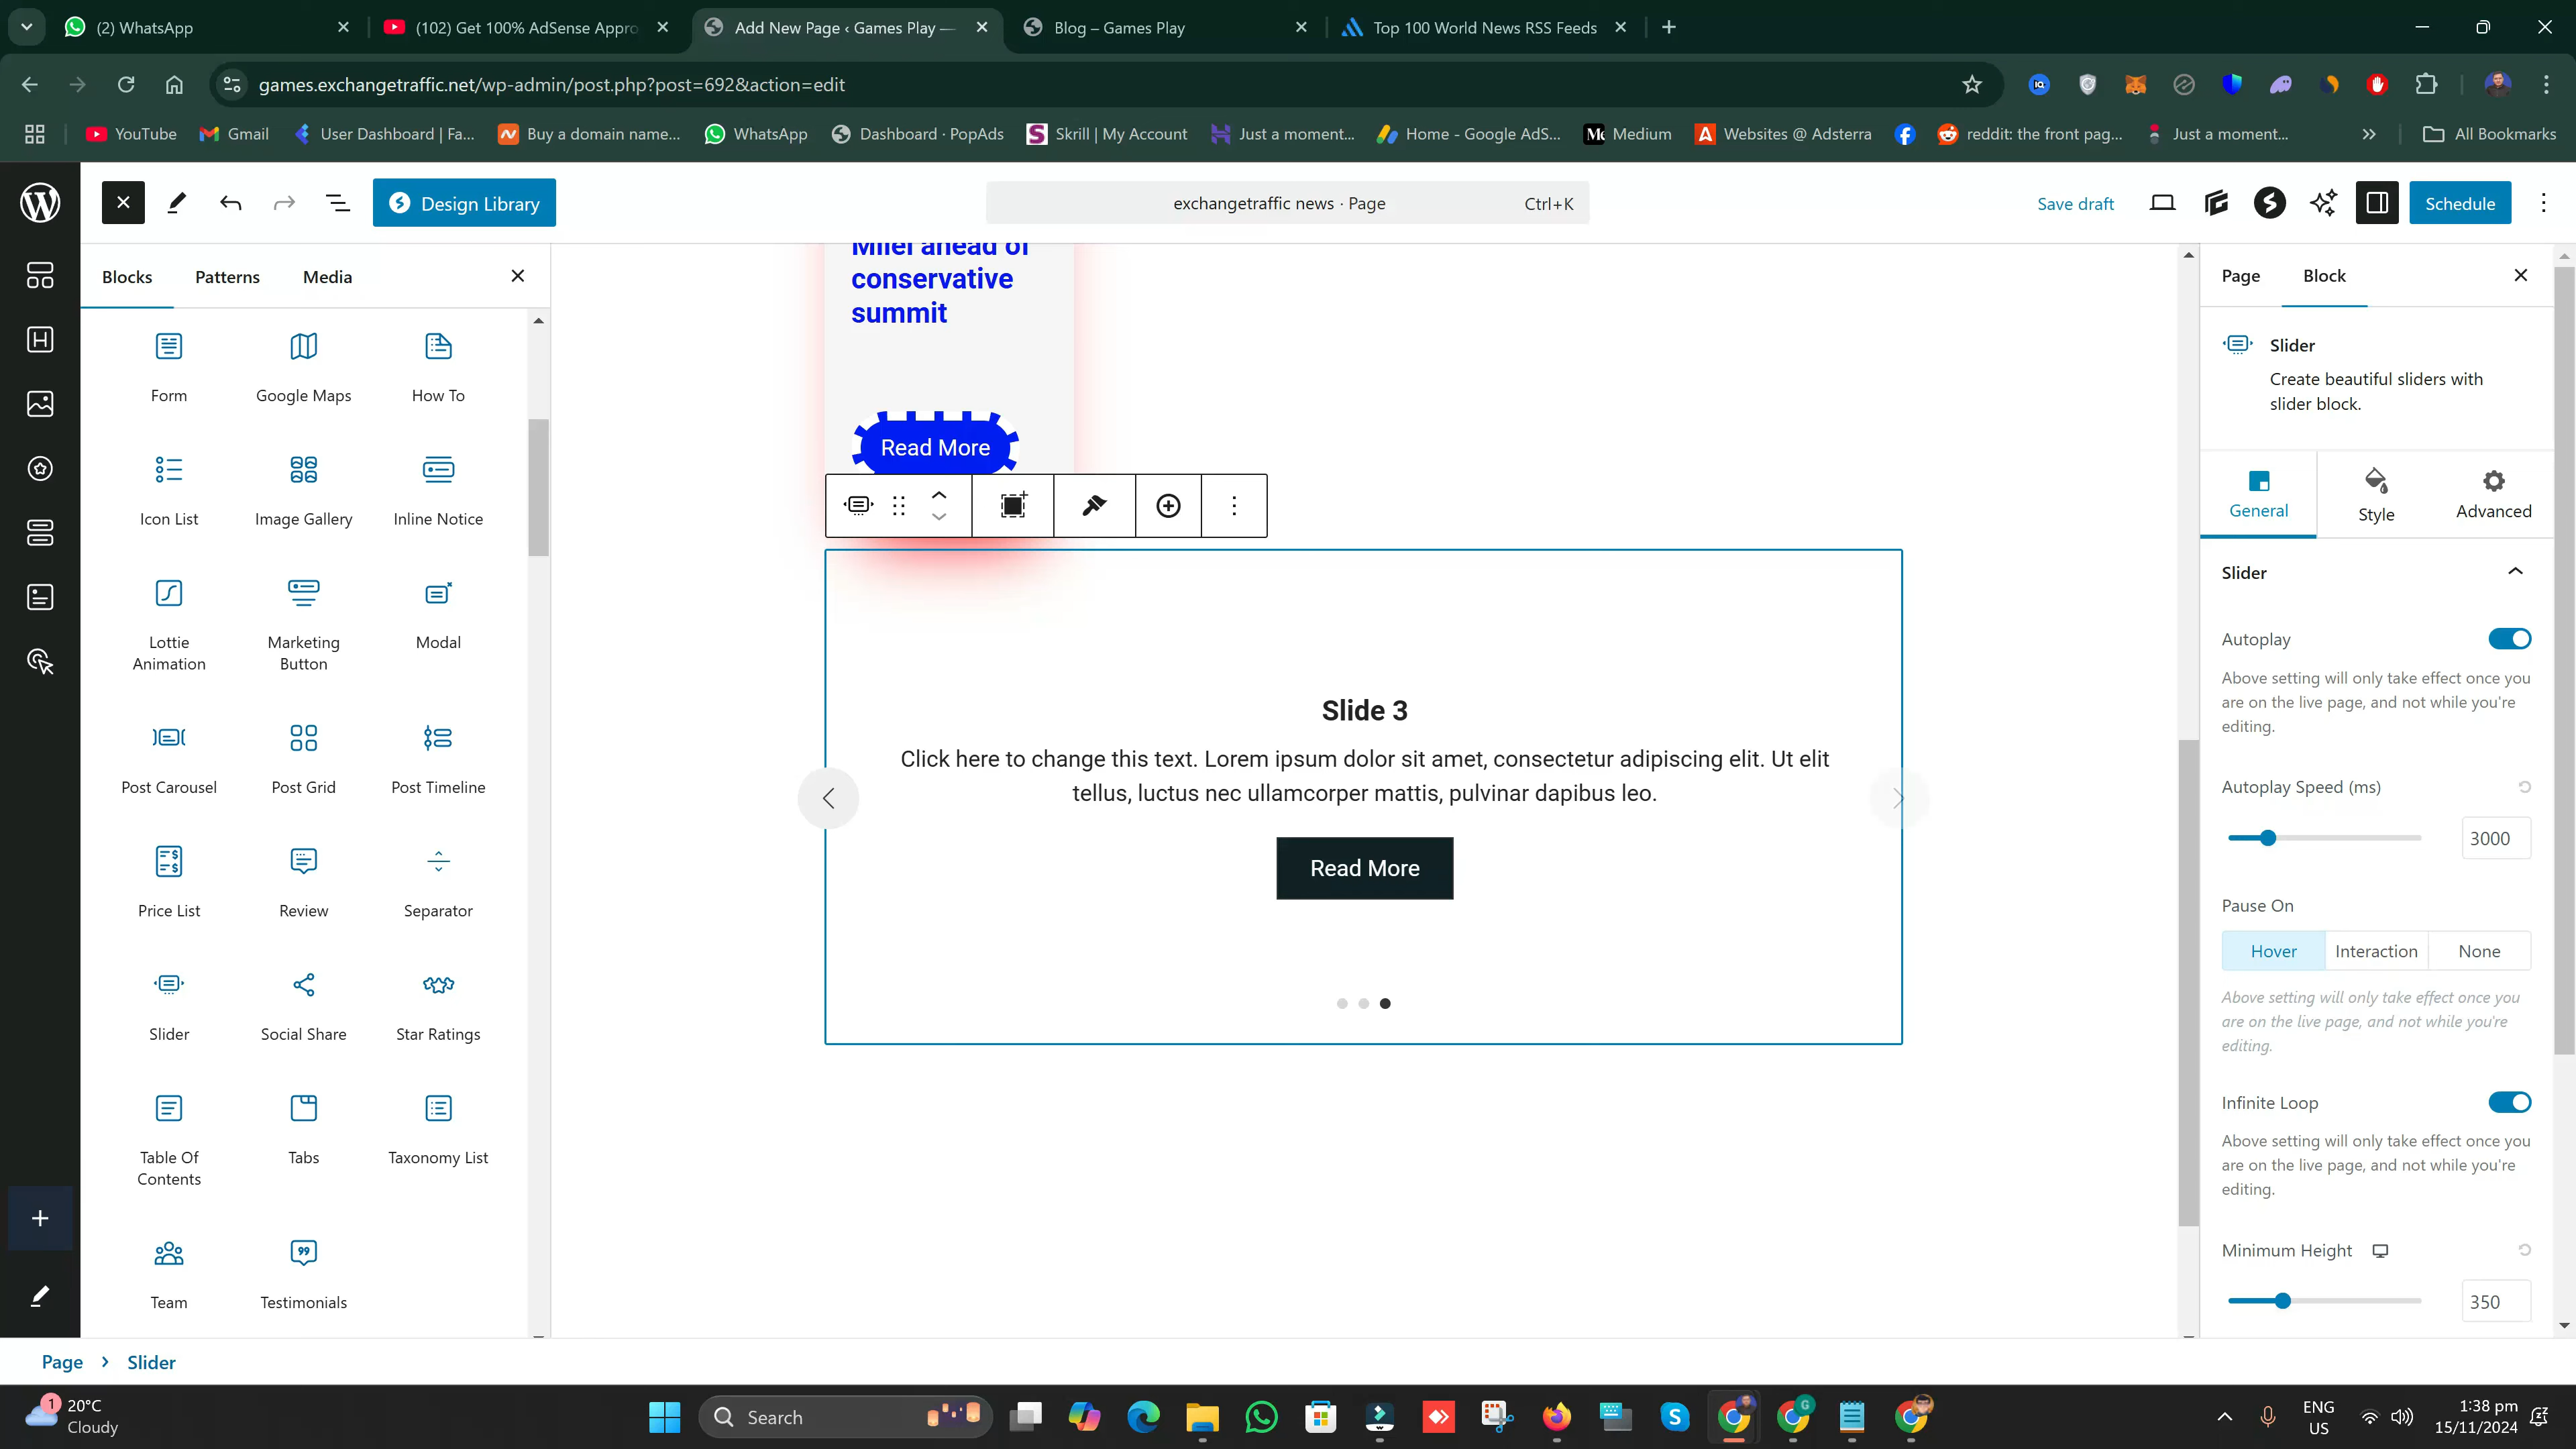 (2) WhatsApp
(102) Get 100% AdSense Appro
Add New Page ‹ Games Play —
Blog – Games Play
Top 100 World News RSS Feeds
games.exchangetraffic.net/wp-admin/post.php?post=692&action=edit
YouTube
Gmail
User Dashboard | Fa...
Buy a domain name...
WhatsApp
Dashboard · PopAds
Skrill | My Account
Just a moment...
Home - Google AdS...
Medium
Websites @ Adsterra
reddit: the front pag...
Just a moment...
All Bookmarks
Design Library
exchangetraffic news · Page
Ctrl+K
Save draft
Schedule
Blocks
Patterns
Media
Form
Google Maps
How To
Icon List
Image Gallery
Inline Notice
Lottie
Animation
Marketing
Button
Modal
Post Carousel
Post Grid
Post Timeline
Price List
Review
Separator
Slider
Social Share
Star Ratings
Table Of
Contents
Tabs
Taxonomy List
Team
Testimonials
Milei ahead of
conservative
summit
Read More
Slide 3
Click here to change this text. Lorem ipsum dolor sit amet, consectetur adipiscing elit. Ut elit
tellus, luctus nec ullamcorper mattis, pulvinar dapibus leo.
Read More
Page
Block
Slider
Create beautiful sliders with
slider block.
General
Style
Advanced
Slider
Autoplay
Above setting will only take effect once you
are on the live page, and not while you're
editing.
Autoplay Speed (ms)
3000
Pause On
Hover
Interaction
None
Above setting will only take effect once you
are on the live page, and not while you're
editing.
Infinite Loop
Above setting will only take effect once you
are on the live page, and not while you're
editing.
Minimum Height
350
Page
Slider
1
20°C
Cloudy
Search
ENG
US
1:38 pm
15/11/2024